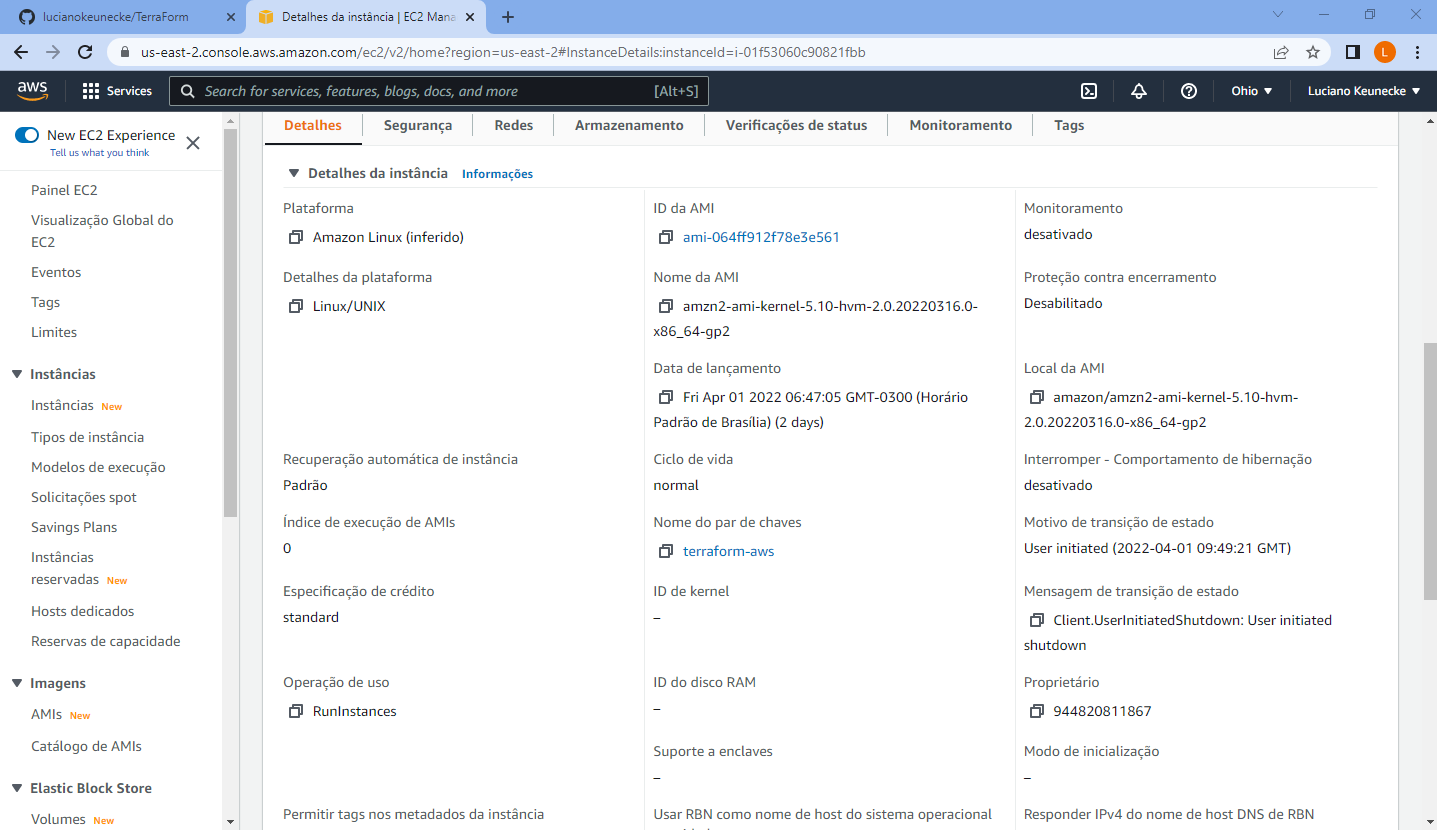 lucianokeunecke/TerraForm
Detalhes da instância | EC2 Mana
us-east-2.console.aws.amazon.com/ec2/v2/home?region=us-east-2#InstanceDetails:instanceId=i-01f53060c90821fbb
L
aws
Services
Search for services, features, blogs, docs, and more
[Alt+S]
Ohio
Luciano Keunecke
New EC2 Experience
Tell us what you think
Painel EC2
Visualização Global do
EC2
Eventos
Tags
Limites
Instâncias
Instâncias New
Tipos de instância
Modelos de execução
Solicitações spot
Savings Plans
Instâncias
reservadas New
Hosts dedicados
Reservas de capacidade
Imagens
AMIs New
Catálogo de AMIs
Elastic Block Store
Volumes New
Detalhes
Segurança
Redes
Armazenamento
Verificações de status
Monitoramento
Tags
Detalhes da instância Informações
Plataforma
Amazon Linux (inferido)
ID da AMI
ami-064ff912f78e3e561
Monitoramento
desativado
Detalhes da plataforma
Linux/UNIX
Nome da AMI
amzn2-ami-kernel-5.10-hvm-2.0.20220316.0-
x86_64-gp2
Proteção contra encerramento
Desabilitado
Data de lançamento
Fri Apr 01 2022 06:47:05 GMT-0300 (Horário
Padrão de Brasília) (2 days)
Local da AMI
amazon/amzn2-ami-kernel-5.10-hvm-
2.0.20220316.0-x86_64-gp2
Recuperação automática de instância
Padrão
Ciclo de vida
normal
Interromper - Comportamento de hibernação
desativado
Índice de execução de AMIs
0
Nome do par de chaves
terraform-aws
Motivo de transição de estado
User initiated (2022-04-01 09:49:21 GMT)
Especificação de crédito
standard
ID de kernel
–
Mensagem de transição de estado
Client.UserInitiatedShutdown: User initiated
shutdown
Operação de uso
RunInstances
ID do disco RAM
–
Proprietário
944820811867
Suporte a enclaves
–
Modo de inicialização
–
Permitir tags nos metadados da instância
Usar RBN como nome de host do sistema operacional
Responder IPv4 do nome de host DNS de RBN